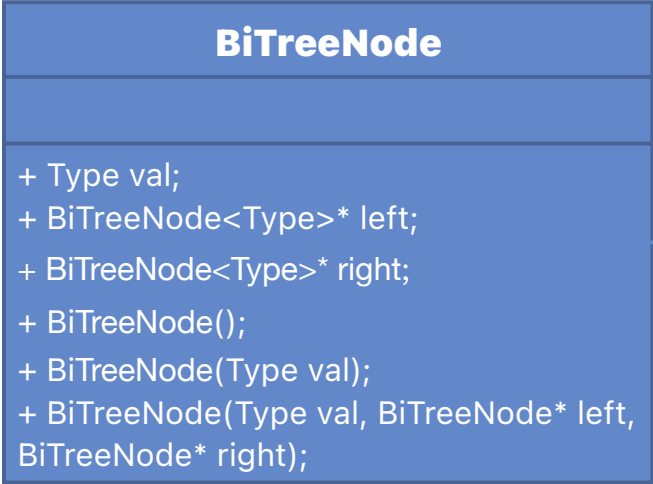 BiTreeNode
+ Type val;
+ BiTreeNode<Type>* left;
+ BiTreeNode<Type>* right;
+ BiTreeNode();
+ BiTreeNode(Type val);
+ BiTreeNode(Type val, BiTreeNode* left,
BiTreeNode* right);